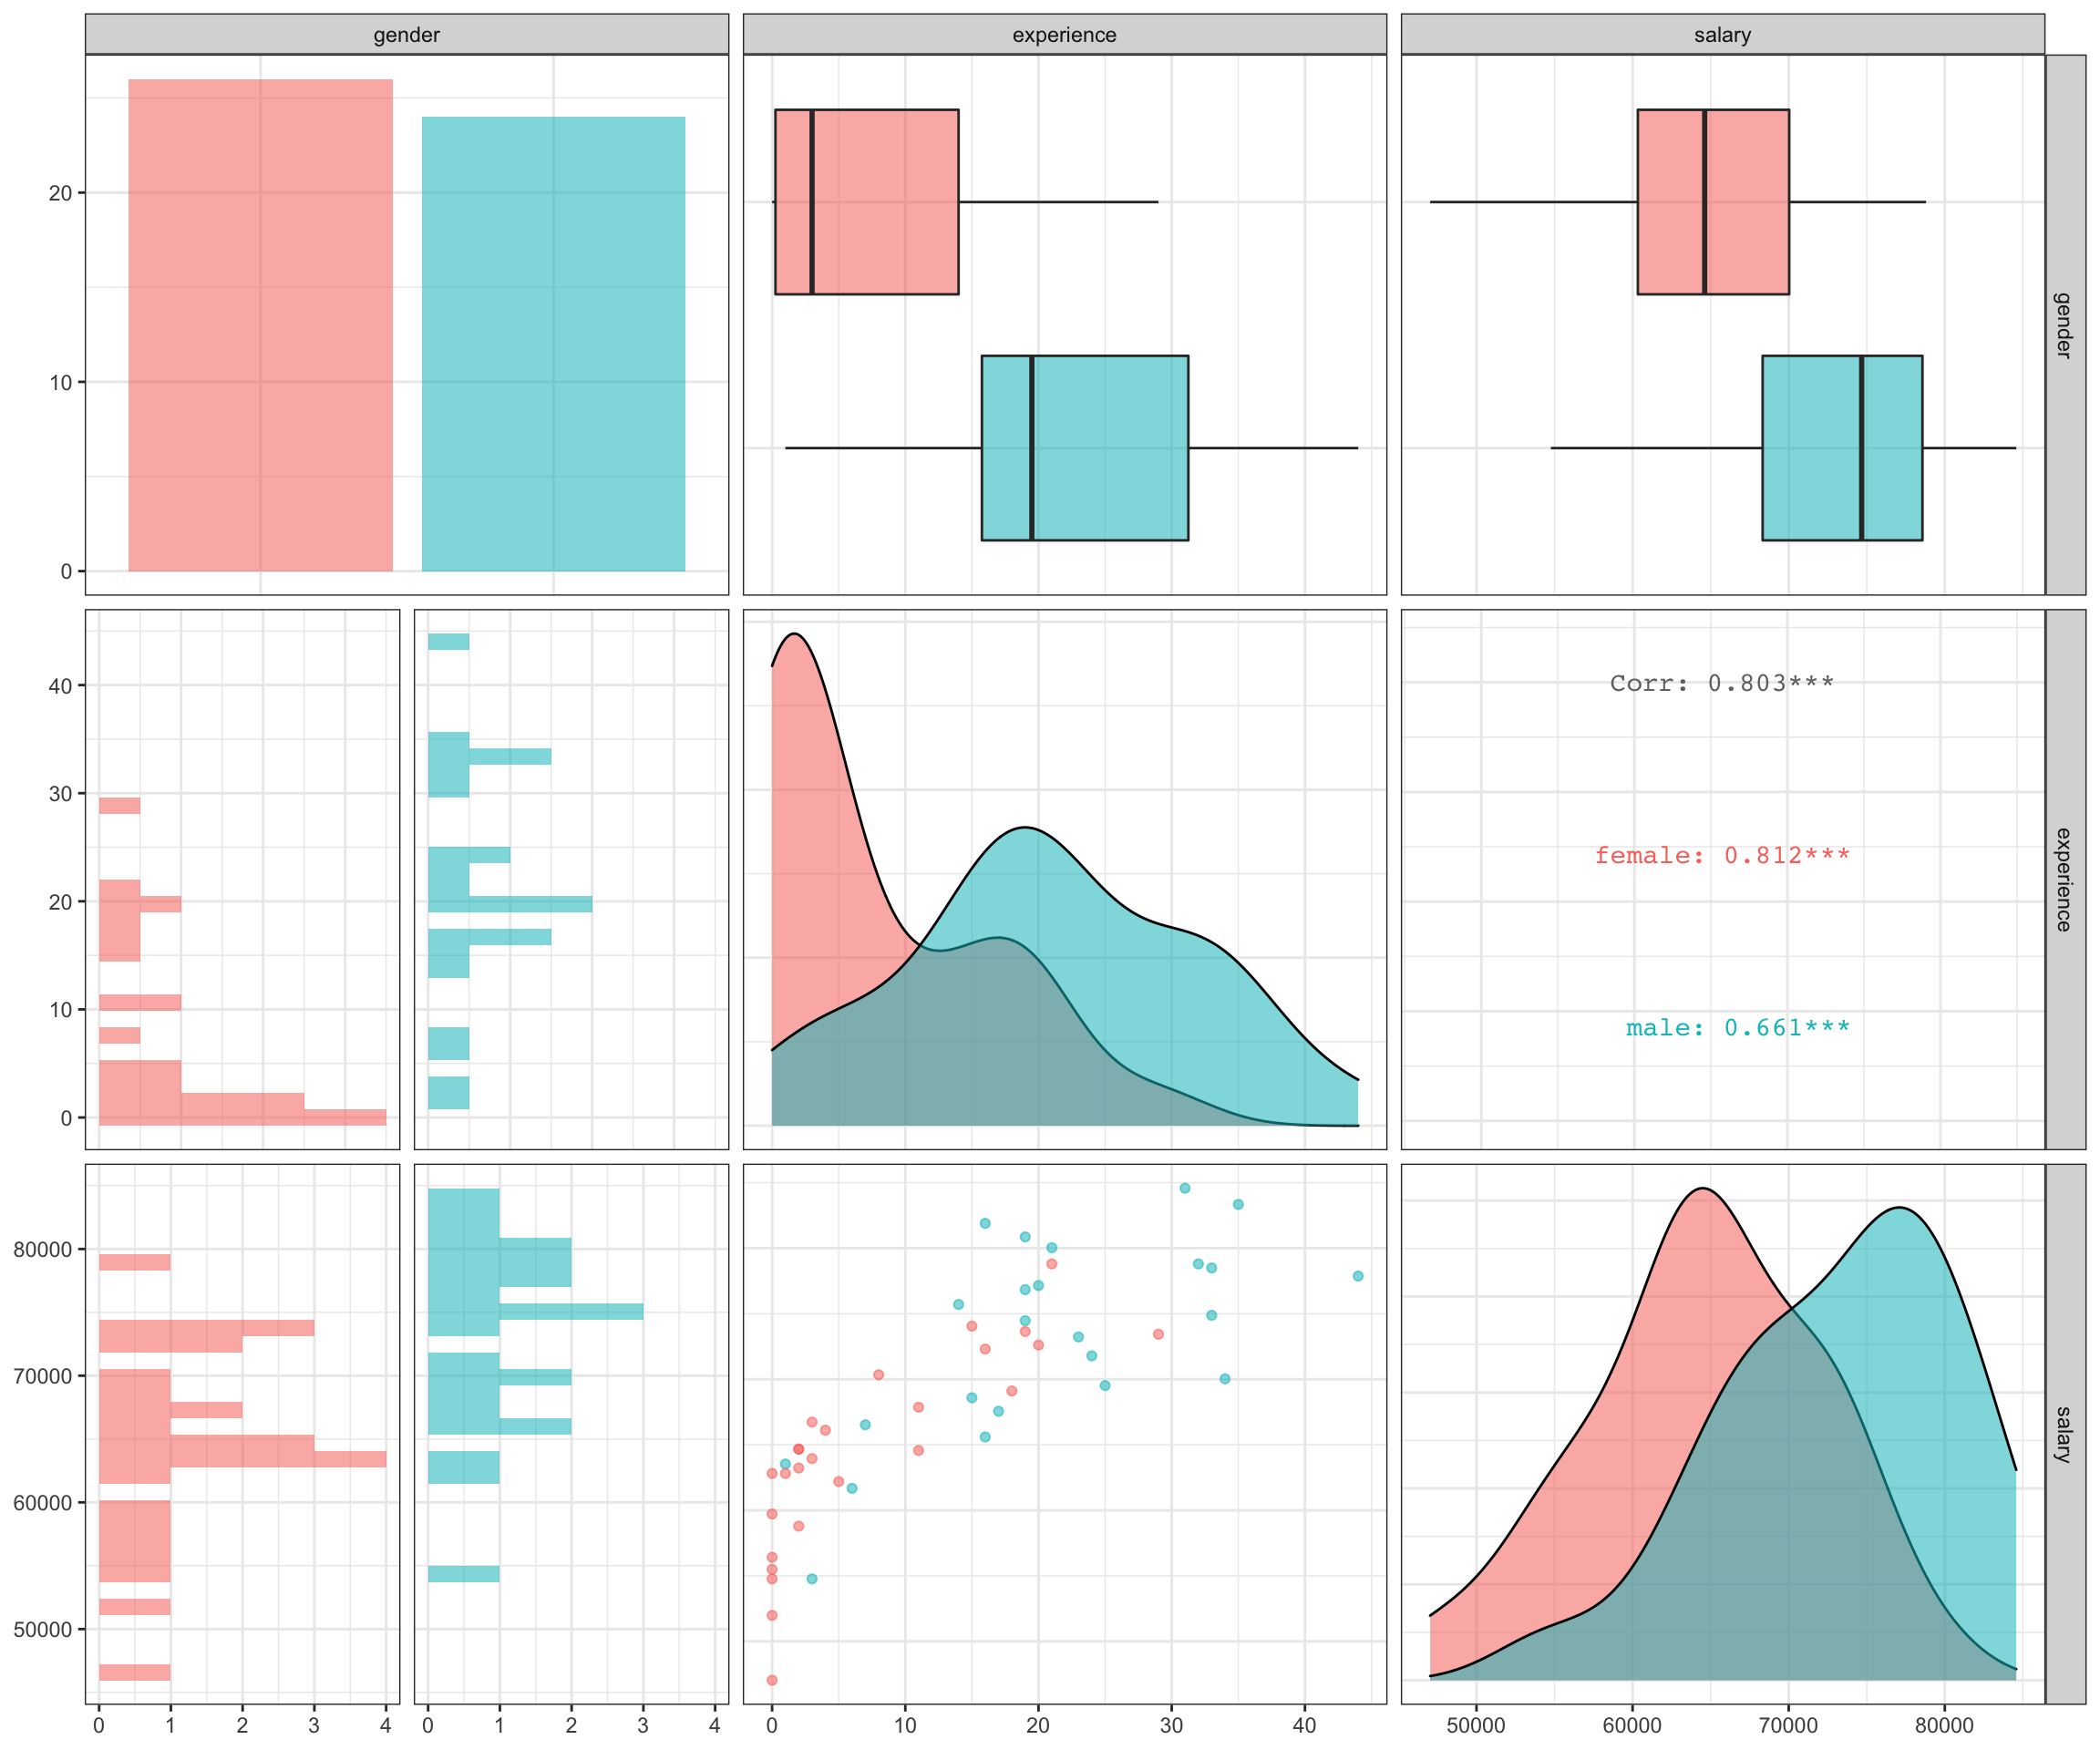 gender
experience
salary
20
10
0
gender
40
30
20
10
0
Corr: 0.803***
female: 0.812***
male: 0.661***
experience
80000
70000
60000
50000
salary
0 1 2 3 4
0 1 2 3 4
0 10 20 30 40
50000 60000 70000 80000